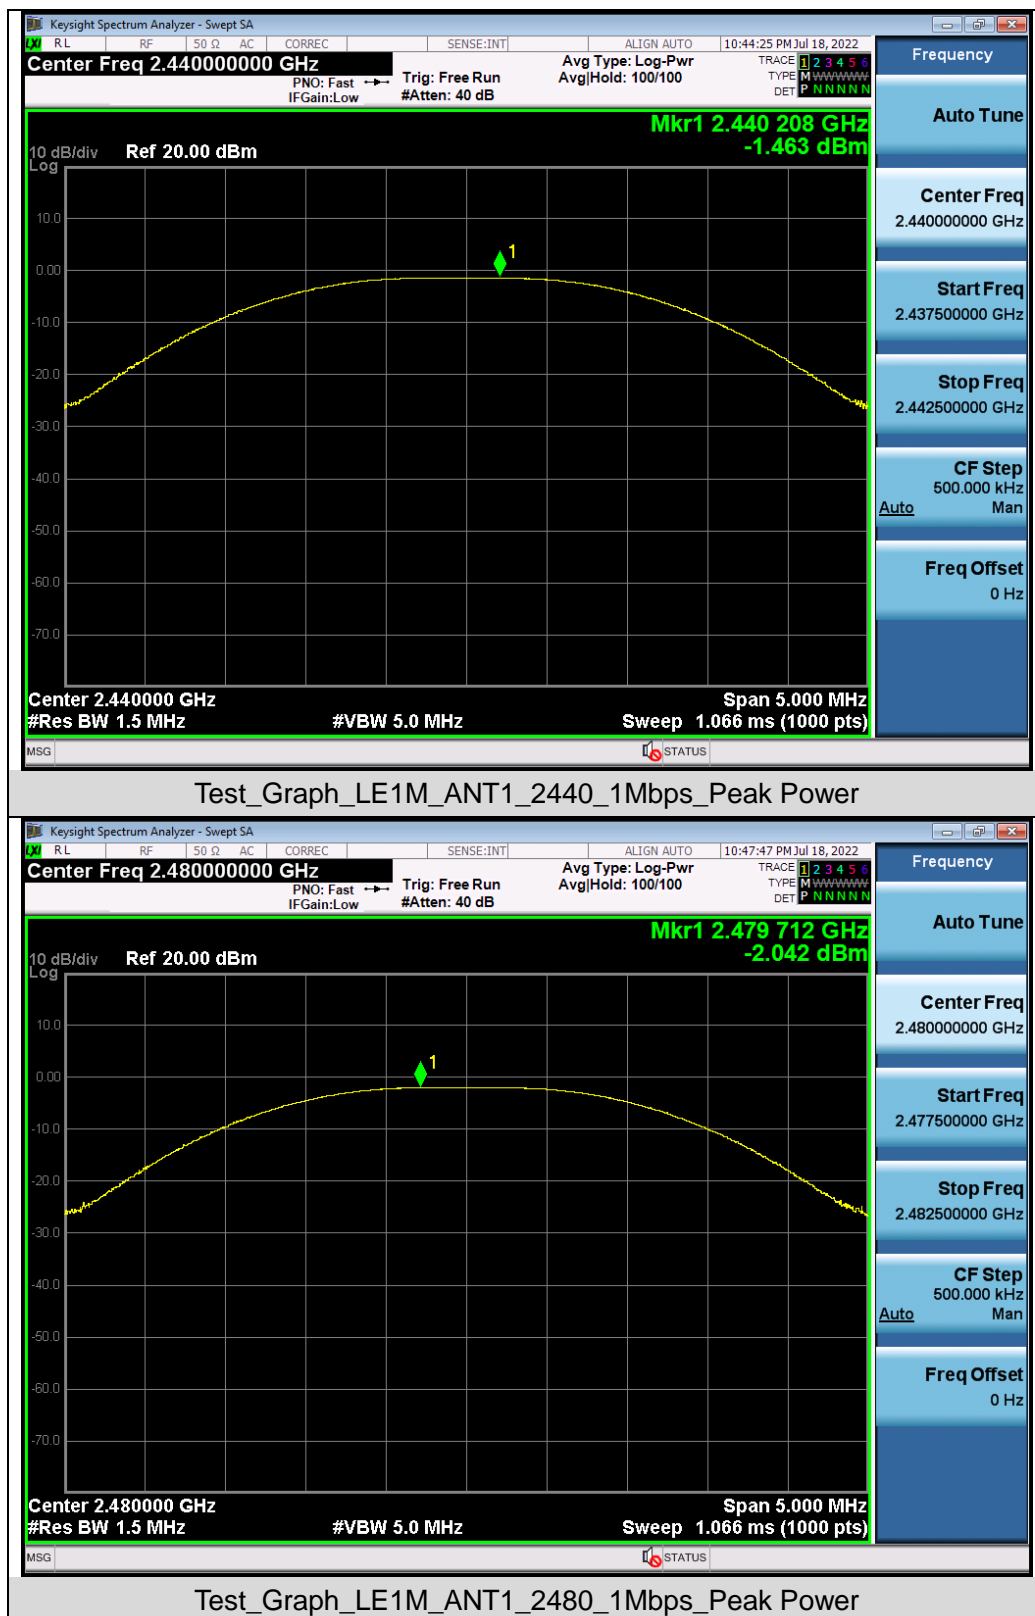 Keysight Spectrum Analyzer - Swept SA
LXI RL RF 50 Ω AC CORREC SENSE:INT ALIGN AUTO 10:44:25 PM Jul 18, 2022
Center Freq 2.440000000 GHz
PNO: Fast
IFGain:Low
Trig: Free Run
#Atten: 40 dB
Avg Type: Log-Pwr
Avg|Hold: 100/100
TRACE 1 2 3 4 5 6
TYPE M WWWWW
DET P N N N N N
Mkr1 2.440 208 GHz
-1.463 dBm
10 dB/div Ref 20.00 dBm
Log
10.0
1
0.00
-10.0
-20.0
-30.0
-40.0
-50.0
-60.0
-70.0
Center 2.440000 GHz Span 5.000 MHz
#Res BW 1.5 MHz #VBW 5.0 MHz Sweep 1.066 ms (1000 pts)
MSG STATUS
Frequency
Auto Tune
Center Freq
2.440000000 GHz
Start Freq
2.437500000 GHz
Stop Freq
2.442500000 GHz
CF Step
500.000 kHz
Auto Man
Freq Offset
0 Hz
Test_Graph_LE1M_ANT1_2440_1Mbps_Peak Power
Keysight Spectrum Analyzer - Swept SA
LXI RL RF 50 Ω AC CORREC SENSE:INT ALIGN AUTO 10:47:47 PM Jul 18, 2022
Center Freq 2.480000000 GHz
PNO: Fast
IFGain:Low
Trig: Free Run
#Atten: 40 dB
Avg Type: Log-Pwr
Avg|Hold: 100/100
TRACE 1 2 3 4 5 6
TYPE M WWWWW
DET P N N N N N
Mkr1 2.479 712 GHz
-2.042 dBm
10 dB/div Ref 20.00 dBm
Log
10.0
1
0.00
-10.0
-20.0
-30.0
-40.0
-50.0
-60.0
-70.0
Center 2.480000 GHz Span 5.000 MHz
#Res BW 1.5 MHz #VBW 5.0 MHz Sweep 1.066 ms (1000 pts)
MSG STATUS
Frequency
Auto Tune
Center Freq
2.480000000 GHz
Start Freq
2.477500000 GHz
Stop Freq
2.482500000 GHz
CF Step
500.000 kHz
Auto Man
Freq Offset
0 Hz
Test_Graph_LE1M_ANT1_2480_1Mbps_Peak Power